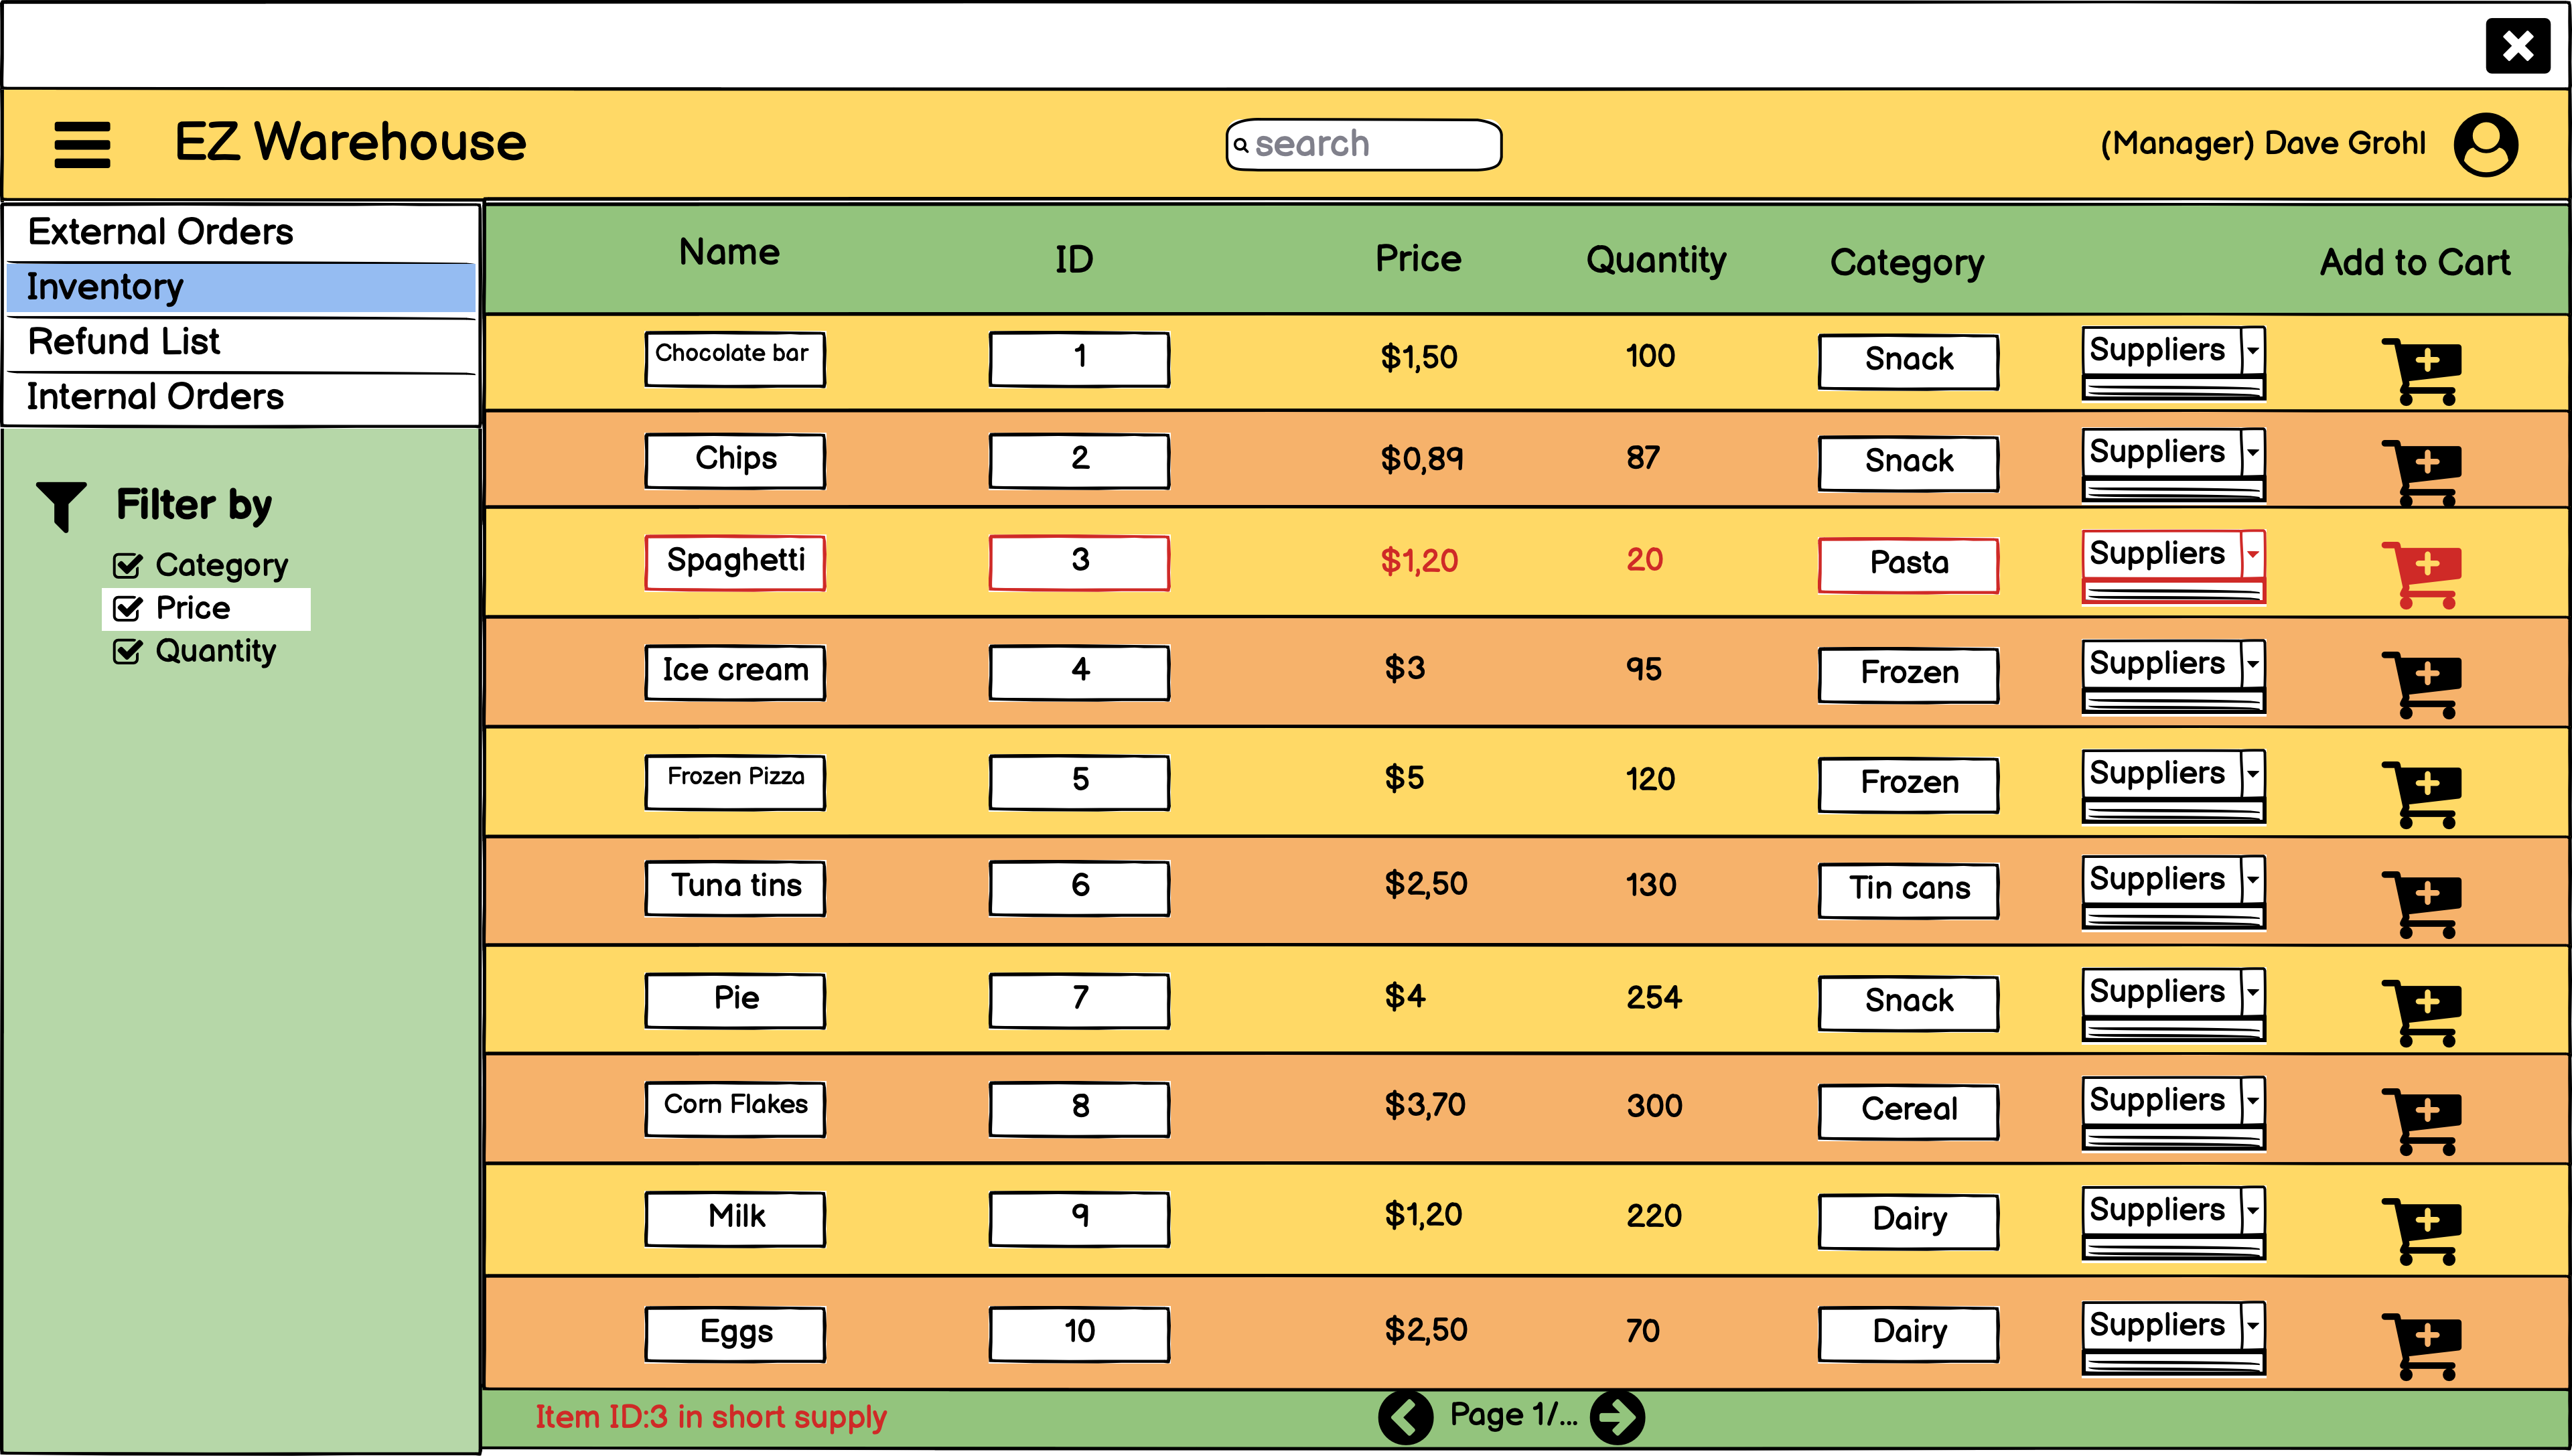 EZ Warehouse
search
(Manager) Dave Grohl
External Orders
Inventory
Refund List
Internal Orders
Filter by
Category
Price
Quantity
Name ID Price Quantity Category Add to Cart
Chocolate bar 1 $1,50 100 Snack Suppliers
Chips 2 $0,89 87 Snack Suppliers
Spaghetti 3 $1,20 20 Pasta Suppliers
Ice cream 4 $3 95 Frozen Suppliers
Frozen Pizza 5 $5 120 Frozen Suppliers
Tuna tins 6 $2,50 130 Tin cans Suppliers
Pie 7 $4 254 Snack Suppliers
Corn Flakes 8 $3,70 300 Cereal Suppliers
Milk 9 $1,20 220 Dairy Suppliers
Eggs 10 $2,50 70 Dairy Suppliers
Item ID:3 in short supply
Page 1/...